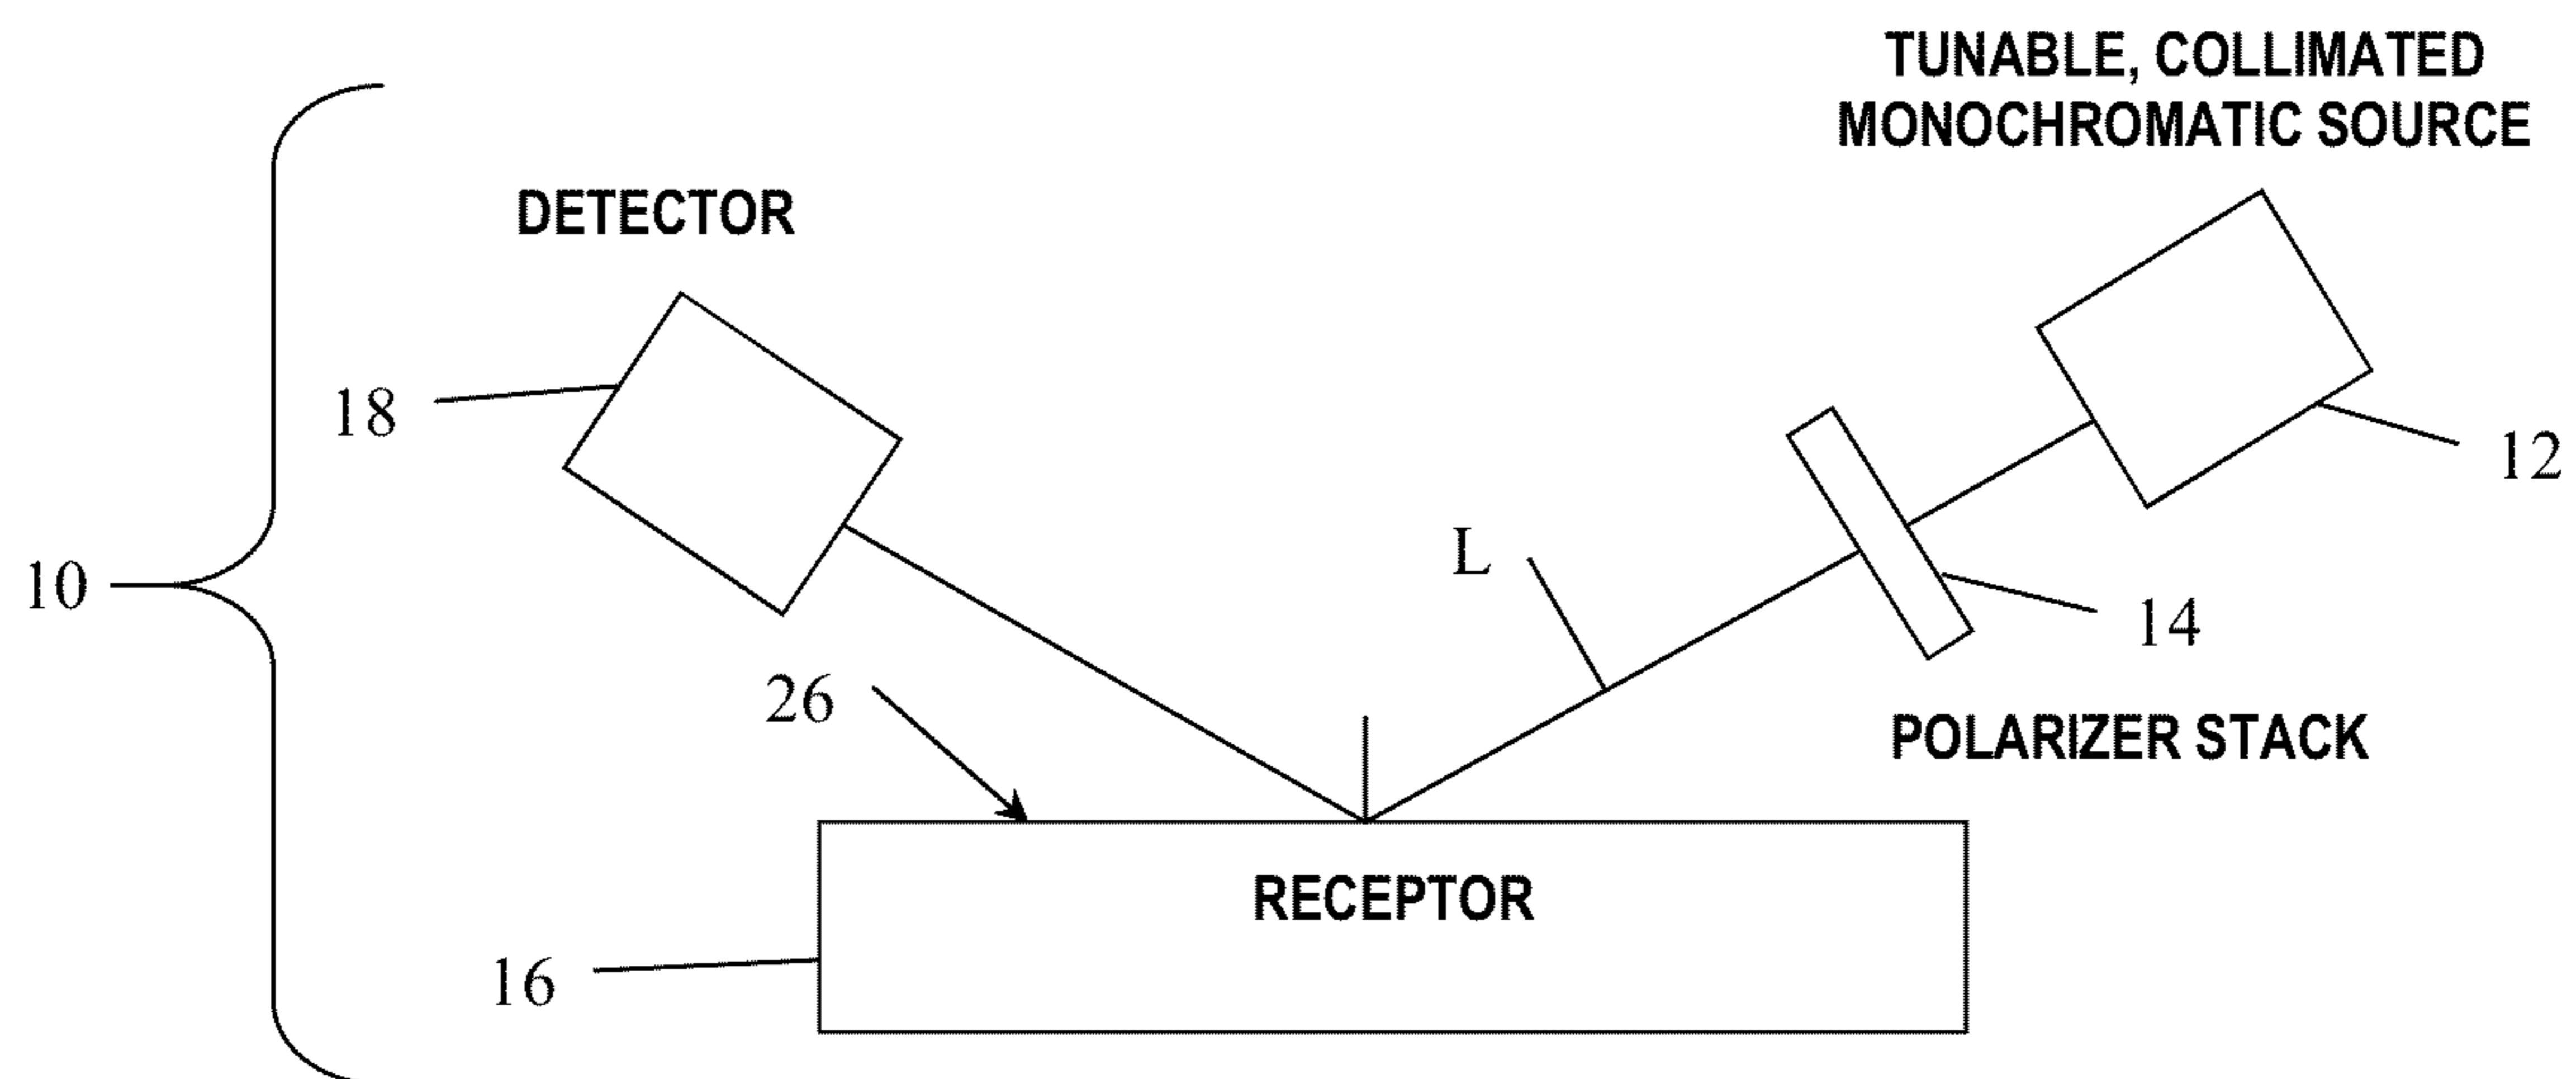 TUNABLE, COLLIMATED
MONOCHROMATIC SOURCE
DETECTOR
18
12
L
10
14
26
POLARIZER STACK
RECEPTOR
16